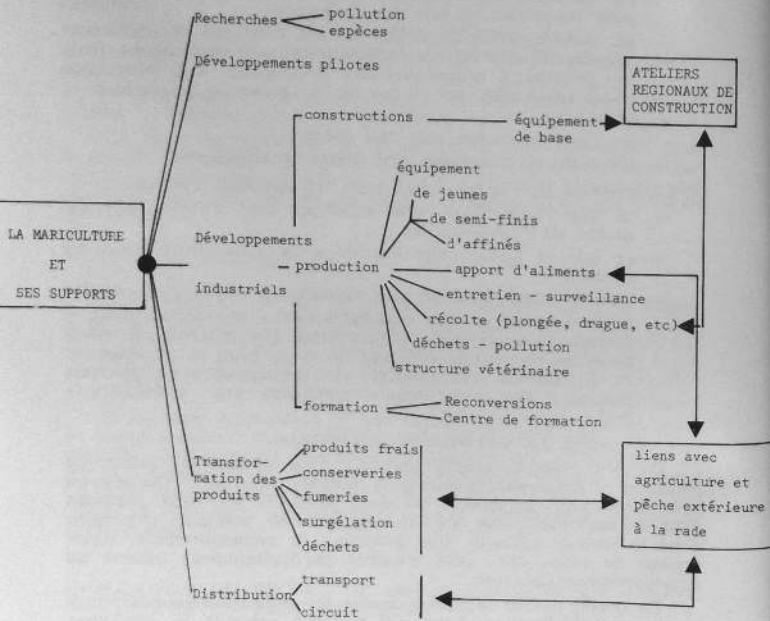 LA MARICULTURE
ET
SES SUPPORTS
Recherches
pollution
espèces
Développements pilotes
Développements
industriels
constructions
équipement
de base
ATELIERS
REGIONAUX DE
CONSTRUCTION
production
équipement
de jeunes
de semi-finis
d'affinés
apport d'aliments
entretien - surveillance
récolte (plongée, drague, etc)
déchets - pollution
structure vétérinaire
formation
Reconversions
Centre de formation
Transfor-
mation des
produits
produits frais
conserveries
fumeries
surgélation
déchets
liens avec
agriculture et
pêche extérieure
à la rade
Distribution
transport
circuit